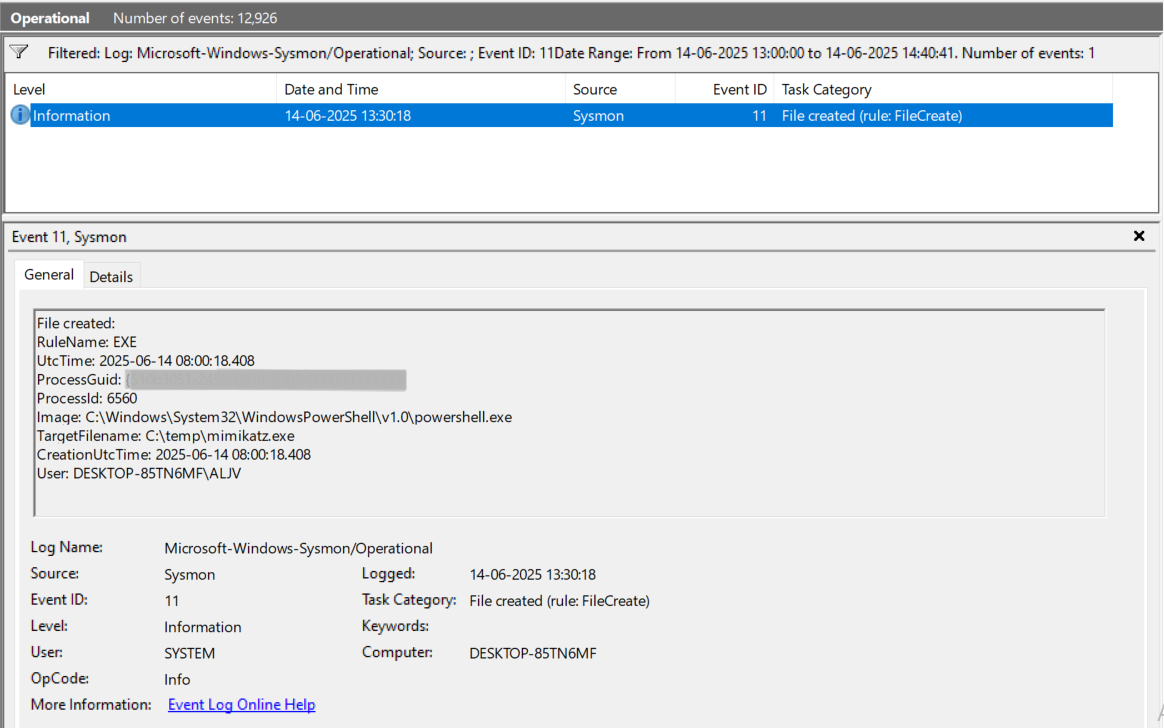 Operational Number of events: 12,926
Filtered: Log: Microsoft-Windows-Sysmon/Operational; Source: ; Event ID: 11Date Range: From 14-06-2025 13:00:00 to 14-06-2025 14:40:41. Number of events: 1
Level Date and Time Source Event ID Task Category
Information 14-06-2025 13:30:18 Sysmon 11 File created (rule: FileCreate)
Event 11, Sysmon
General Details
File created:
RuleName: EXE
UtcTime: 2025-06-14 08:00:18.408
ProcessGuid:
ProcessId: 6560
Image: C:\Windows\System32\WindowsPowerShell\v1.0\powershell.exe
TargetFilename: C:\temp\mimikatz.exe
CreationUtcTime: 2025-06-14 08:00:18.408
User: DESKTOP-85TN6MF\ALJV
Log Name: Microsoft-Windows-Sysmon/Operational
Source: Sysmon Logged: 14-06-2025 13:30:18
Event ID: 11 Task Category: File created (rule: FileCreate)
Level: Information Keywords:
User: SYSTEM Computer: DESKTOP-85TN6MF
OpCode: Info
More Information: Event Log Online Help